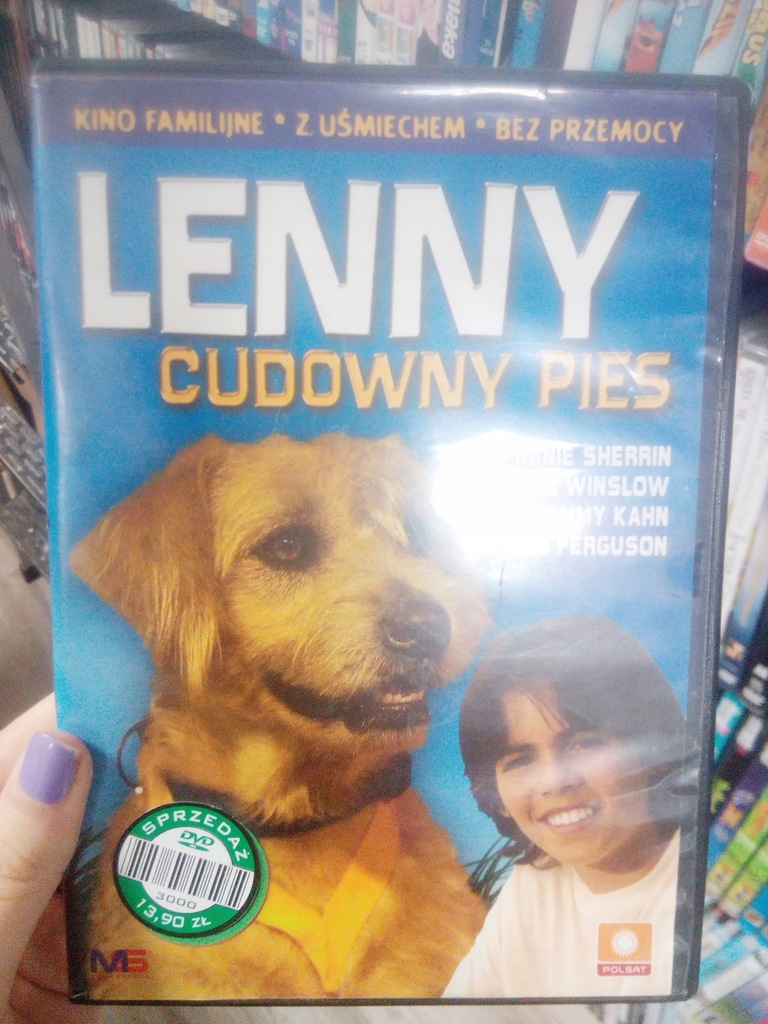 KINO FAMILIJNE * Z UŚMIECHEM * BEZ PRZEMOCY
LENNY
CUDOWNY PIES
SHERRIN
WINSLOW
KAHN
FERGUSON
SPRZEDAŻ
DVD
3000
13,90 ZŁ
MS
POLSAT